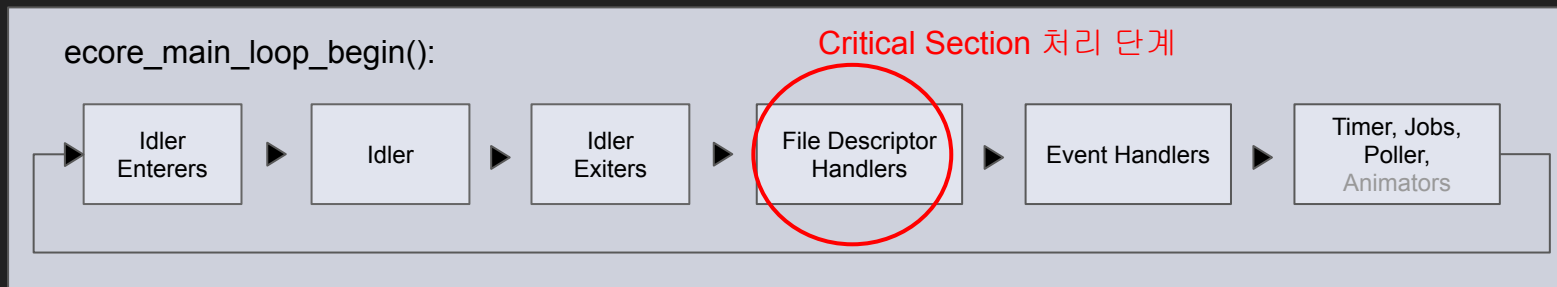 ecore_main_loop_begin():
Critical Section 처리 단계
Idler
Enterers
Idler
Idler
Exiters
File Descriptor
Handlers
Event Handlers
Timer, Jobs,
Poller,
Animators